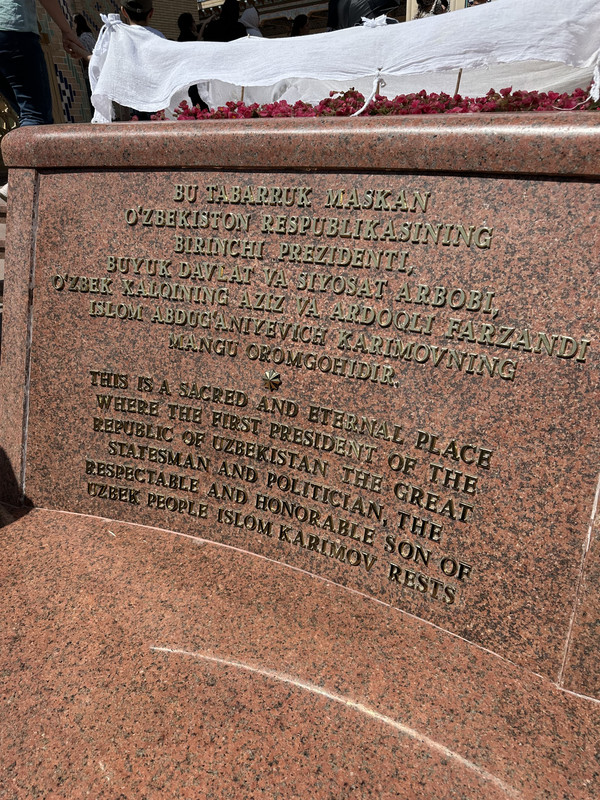 BU TABARRUK MASKAN
O'ZBEKISTON RESPUBLIKASINING
BIRINCHI PREZIDENTI,
BUYUK DAVLAT VA SIYOSAT ARBOBI,
O'ZBEK XALQINING AZIZ VA ARDOQLI FARZANDI
ISLOM ABDUG'ANIYEVICH KARIMOVNING
MANGU OROMGOHIDIR.
THIS IS A SACRED AND ETERNAL PLACE
WHERE THE FIRST PRESIDENT OF THE
REPUBLIC OF UZBEKISTAN THE GREAT
STATESMAN AND POLITICIAN, THE
RESPECTABLE AND HONORABLE SON OF
UZBEK PEOPLE ISLOM KARIMOV RESTS